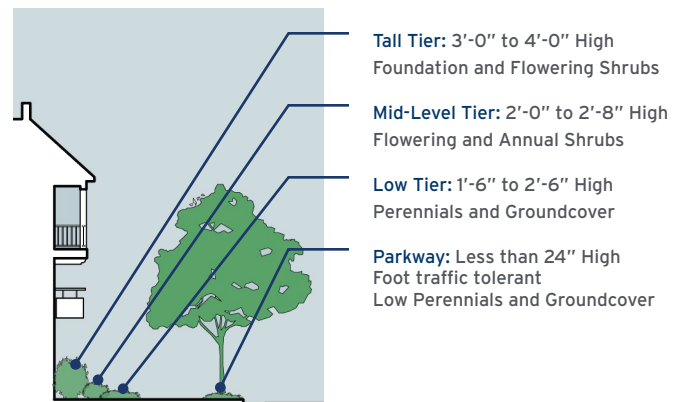 Tall Tier: 3′-0″ to 4′-0″ High
Foundation and Flowering Shrubs
Mid-Level Tier: 2′-0″ to 2′-8″ High
Flowering and Annual Shrubs
Low Tier: 1′-6″ to 2′-6″ High
Perennials and Groundcover
Parkway: Less than 24″ High
Foot traffic tolerant
Low Perennials and Groundcover